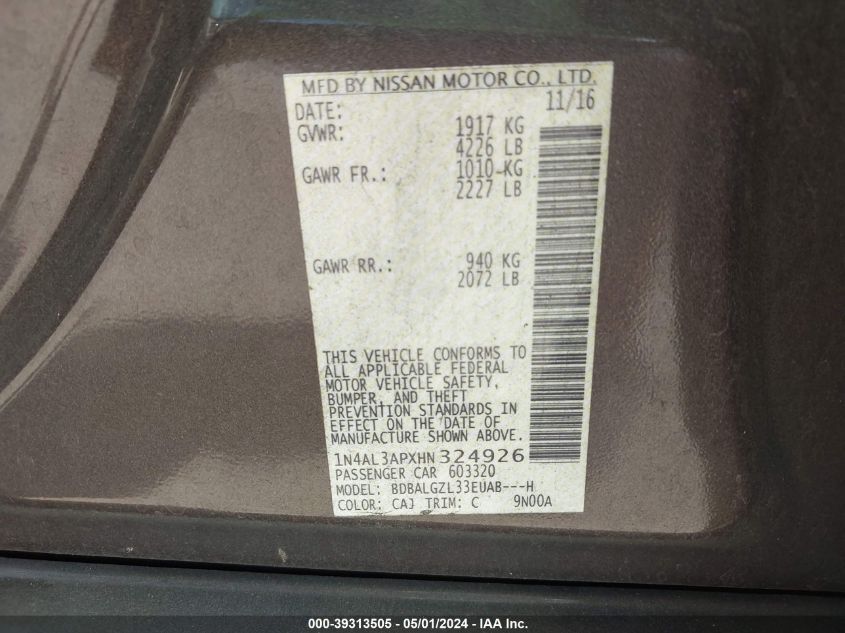 MFD BY NISSAN MOTOR CO., LTD.
DATE: 11/16
GVWR: 1917 KG
4226 LB
GAWR FR.: 1010 KG
2227 LB
GAWR RR.: 940 KG
2072 LB
THIS VEHICLE CONFORMS TO
ALL APPLICABLE FEDERAL
MOTOR VEHICLE SAFETY,
BUMPER, AND THEFT
PREVENTION STANDARDS IN
EFFECT ON THE DATE OF
MANUFACTURE SHOWN ABOVE.
1N4AL3APXHN324926
PASSENGER CAR 603320
MODEL: BDBALGZL33EUAB---H
COLOR: CAJ TRIM: C 9N00A
000-39313505 - 05/01/2024 - IAA Inc.